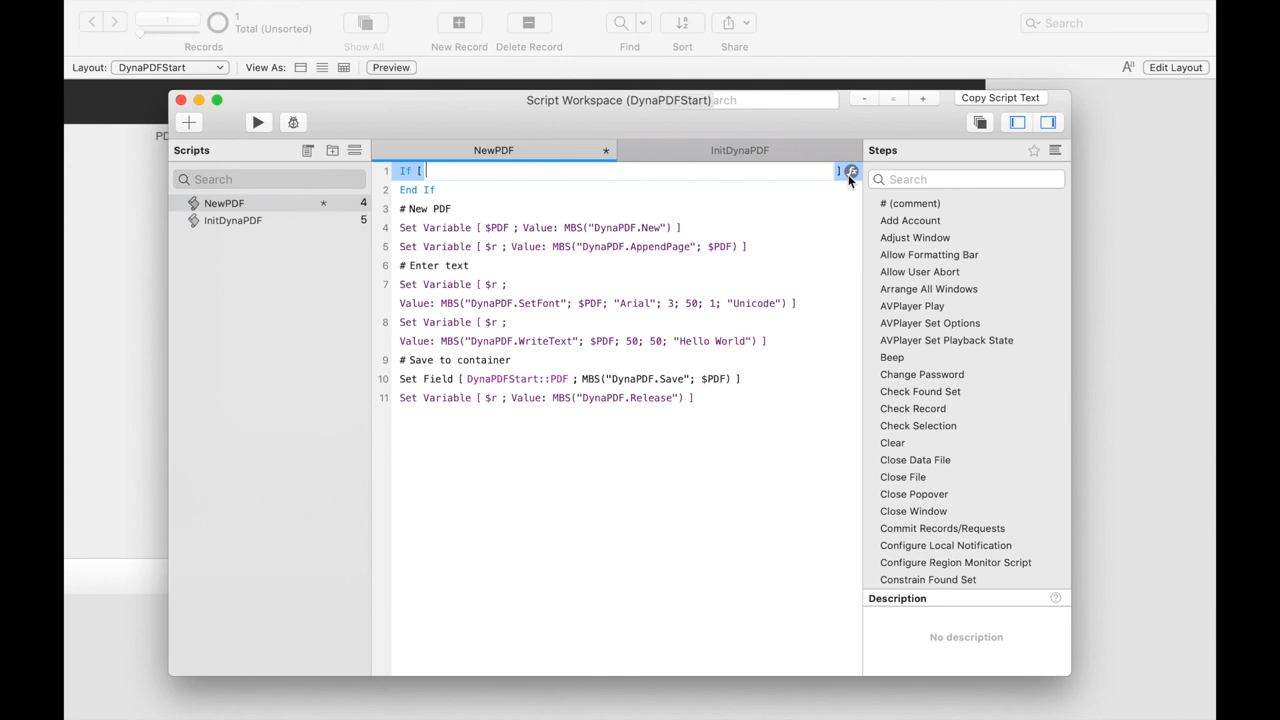 1
1
Total (Unsorted)
Records
Show All
New Record
Delete Record
Find
Sort
Share
Search
Layout:
DynaPDFStart
View As:
Preview
Aa
Edit Layout
Script Workspace (DynaPDFStart)
arch
-
=
+
Copy Script Text
PD
Scripts
Search
NewPDF * 4
InitDynaPDF 5
NewPDF *
InitDynaPDF
1 If [ ]
2 End If
3 # New PDF
4 Set Variable [ $PDF ; Value: MBS("DynaPDF.New") ]
5 Set Variable [ $r ; Value: MBS("DynaPDF.AppendPage"; $PDF) ]
6 # Enter text
7 Set Variable [ $r ;
Value: MBS("DynaPDF.SetFont"; $PDF; "Arial"; 3; 50; 1; "Unicode") ]
8 Set Variable [ $r ;
Value: MBS("DynaPDF.WriteText"; $PDF; 50; 50; "Hello World") ]
9 # Save to container
10 Set Field [ DynaPDFStart::PDF ; MBS("DynaPDF.Save"; $PDF) ]
11 Set Variable [ $r ; Value: MBS("DynaPDF.Release") ]
Steps
Search
# (comment)
Add Account
Adjust Window
Allow Formatting Bar
Allow User Abort
Arrange All Windows
AVPlayer Play
AVPlayer Set Options
AVPlayer Set Playback State
Beep
Change Password
Check Found Set
Check Record
Check Selection
Clear
Close Data File
Close File
Close Popover
Close Window
Commit Records/Requests
Configure Local Notification
Configure Region Monitor Script
Constrain Found Set
Description
No description